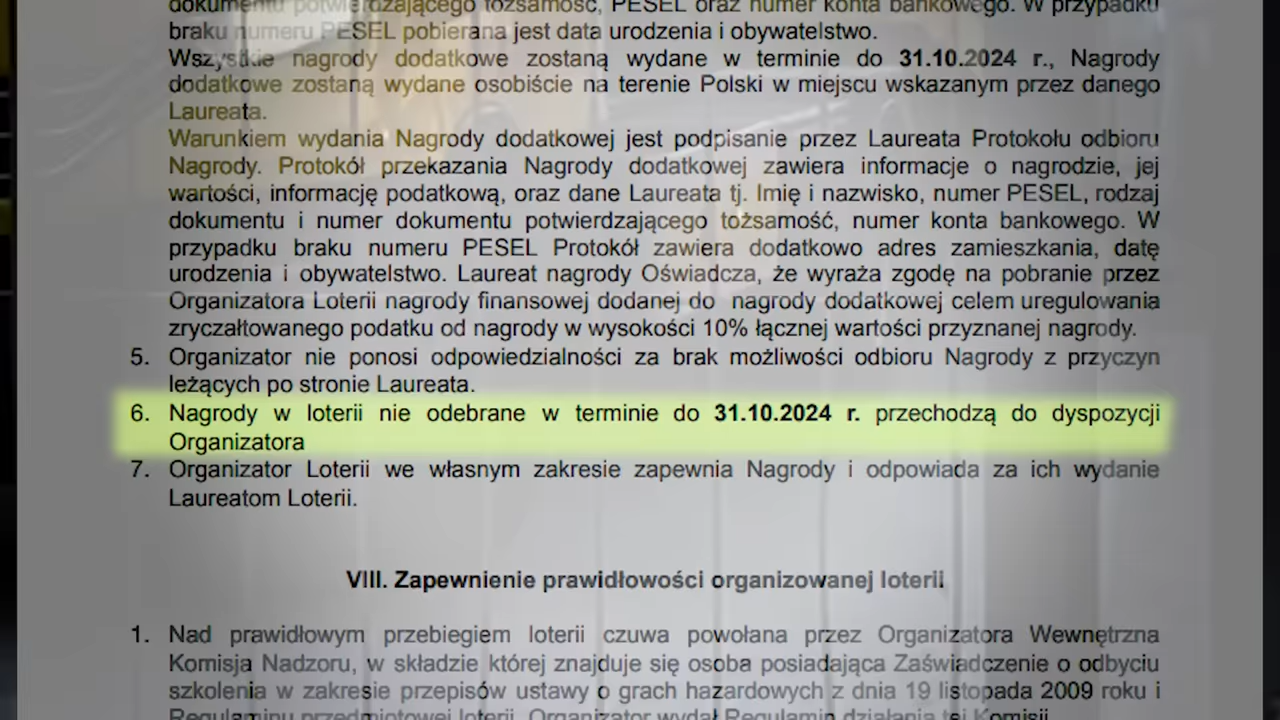 dokumentu potwierdzającego tożsamość, PESEL oraz numer konta bankowego. W przypadku
braku numeru PESEL pobierana jest data urodzenia i obywatelstwo.
Wszystkie nagrody dodatkowe zostaną wydane w terminie do 31.10.2024 r., Nagrody
dodatkowe zostaną wydane osobiście na terenie Polski w miejscu wskazanym przez danego
Laureata.
Warunkiem wydania Nagrody dodatkowej jest podpisanie przez Laureata Protokołu odbioru
Nagrody. Protokół przekazania Nagrody dodatkowej zawiera informacje o nagrodzie, jej
wartości, informację podatkową, oraz dane Laureata tj. Imię i nazwisko, numer PESEL, rodzaj
dokumentu i numer dokumentu potwierdzającego tożsamość, numer konta bankowego. W
przypadku braku numeru PESEL Protokół zawiera dodatkowo adres zamieszkania, datę
urodzenia i obywatelstwo. Laureat nagrody Oświadcza, że wyraża zgodę na pobranie przez
Organizatora Loterii nagrody finansowej dodanej do nagrody dodatkowej celem uregulowania
zryczałtowanego podatku od nagrody w wysokości 10% łącznej wartości przyznanej nagrody.
5. Organizator nie ponosi odpowiedzialności za brak możliwości odbioru Nagrody z przyczyn
leżących po stronie Laureata.
6. Nagrody w loterii nie odebrane w terminie do 31.10.2024 r. przechodzą do dyspozycji
Organizatora
7. Organizator Loterii we własnym zakresie zapewnia Nagrody i odpowiada za ich wydanie
Laureatom Loterii.
VIII. Zapewnienie prawidłowości organizowanej loterii
1. Nad prawidłowym przebiegiem loterii czuwa powołana przez Organizatora Wewnętrzna
Komisja Nadzoru, w składzie której znajduje się osoba posiadająca Zaświadczenie o odbyciu
szkolenia w zakresie przepisów ustawy o grach hazardowych z dnia 19 listopada 2009 roku i
Regulaminu przedmiotowej loterii. Organizator wydał Regulamin działania tej Komisji.